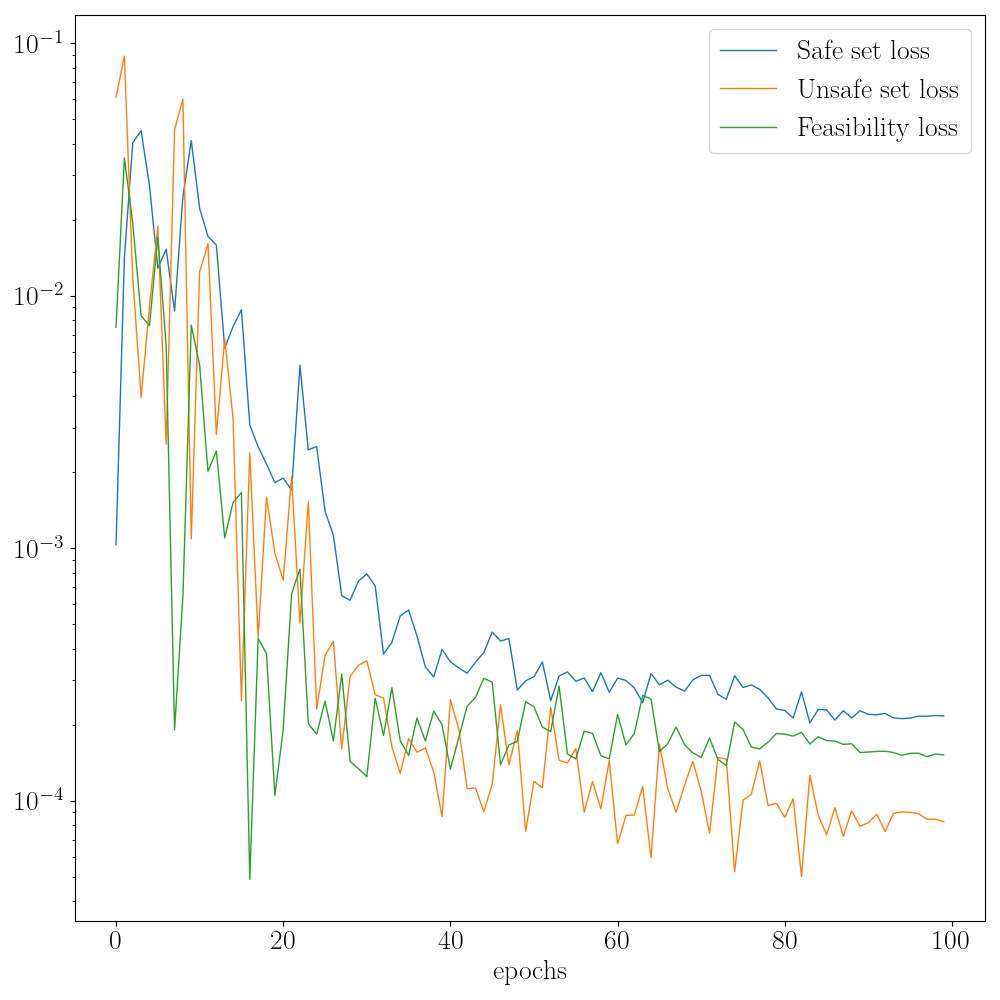 10⁻¹
10⁻²
10⁻³
10⁻⁴
Safe set loss
Unsafe set loss
Feasibility loss
0 20 40 60 80 100
epochs